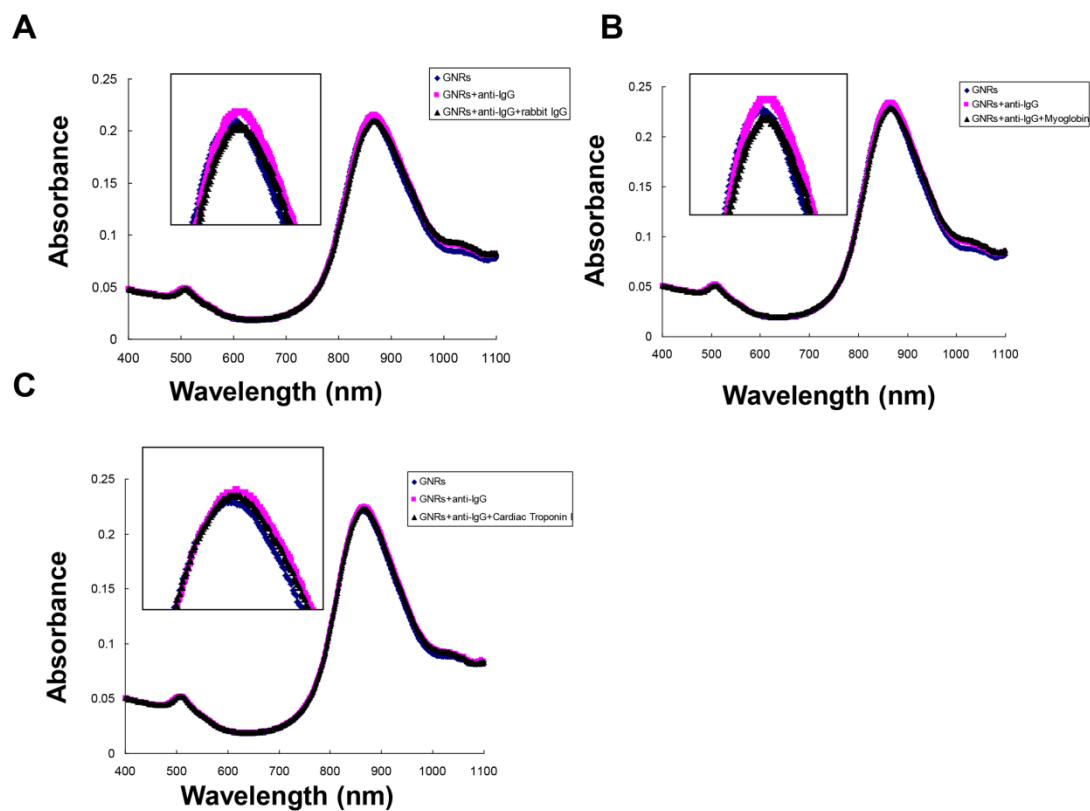 A
B
0.25
0.2
0.15
0.1
0.05
0
Absorbance
GNRs
GNRs+anti-IgG
GNRs+anti-IgG+rabbit IgG
400 500 600 700 800 900 1000 1100
Wavelength (nm)
0.25
0.2
0.15
0.1
0.05
0
Absorbance
GNRs
GNRs+anti-IgG
GNRs+anti-IgG+Myoglobin
400 500 600 700 800 900 1000 1100
Wavelength (nm)
C
0.25
0.2
0.15
0.1
0.05
0
Absorbance
GNRs
GNRs+anti-IgG
GNRs+anti-IgG+Cardiac Troponin I
400 500 600 700 800 900 1000 1100
Wavelength (nm)